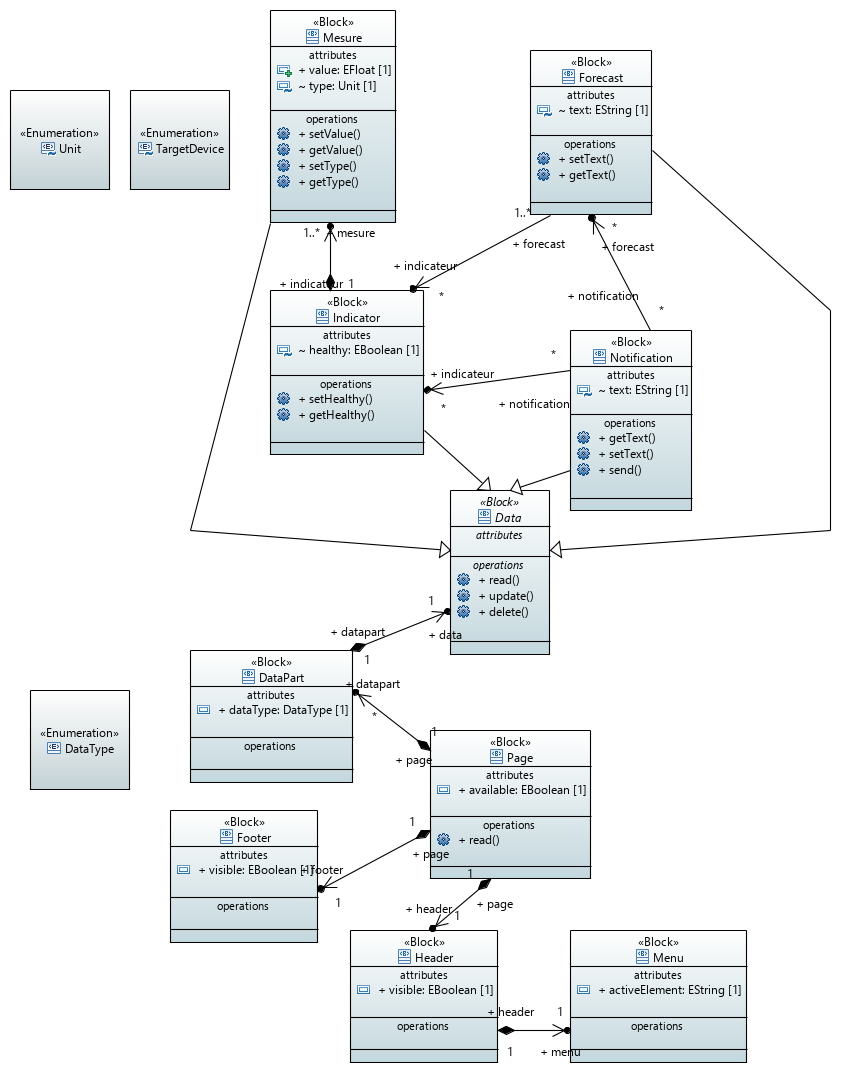 «Block»
Mesure
attributes
+ value: EFloat [1]
~ type: Unit [1]
operations
+ setValue()
+ getValue()
+ setType()
+ getType()
«Block»
Forecast
attributes
~ text: EString [1]
operations
+ setText()
+ getText()
«Enumeration»
Unit
«Enumeration»
TargetDevice
1..*
mesure
+ indicateur
1
1..*
+ forecast
+ indicateur
*
*
+ forecast
+ notification
*
«Block»
Indicator
attributes
~ healthy: EBoolean [1]
operations
+ setHealthy()
+ getHealthy()
*
+ indicateur
*
+ notification
«Block»
Notification
attributes
~ text: EString [1]
operations
+ getText()
+ setText()
+ send()
«Block»
Data
attributes
operations
+ read()
+ update()
+ delete()
1
+ datapart
+ data
1
«Block»
DataPart
attributes
+ dataType: DataType [1]
operations
+ datapart
*
1
+ page
«Enumeration»
DataType
«Block»
Page
attributes
+ available: EBoolean [1]
operations
+ read()
1
+ page
+ footer
1
«Block»
Footer
attributes
+ visible: EBoolean [1]
operations
1
+ page
+ header
1
«Block»
Header
attributes
+ visible: EBoolean [1]
operations
+ header
1
1
+ menu
«Block»
Menu
attributes
+ activeElement: EString [1]
operations